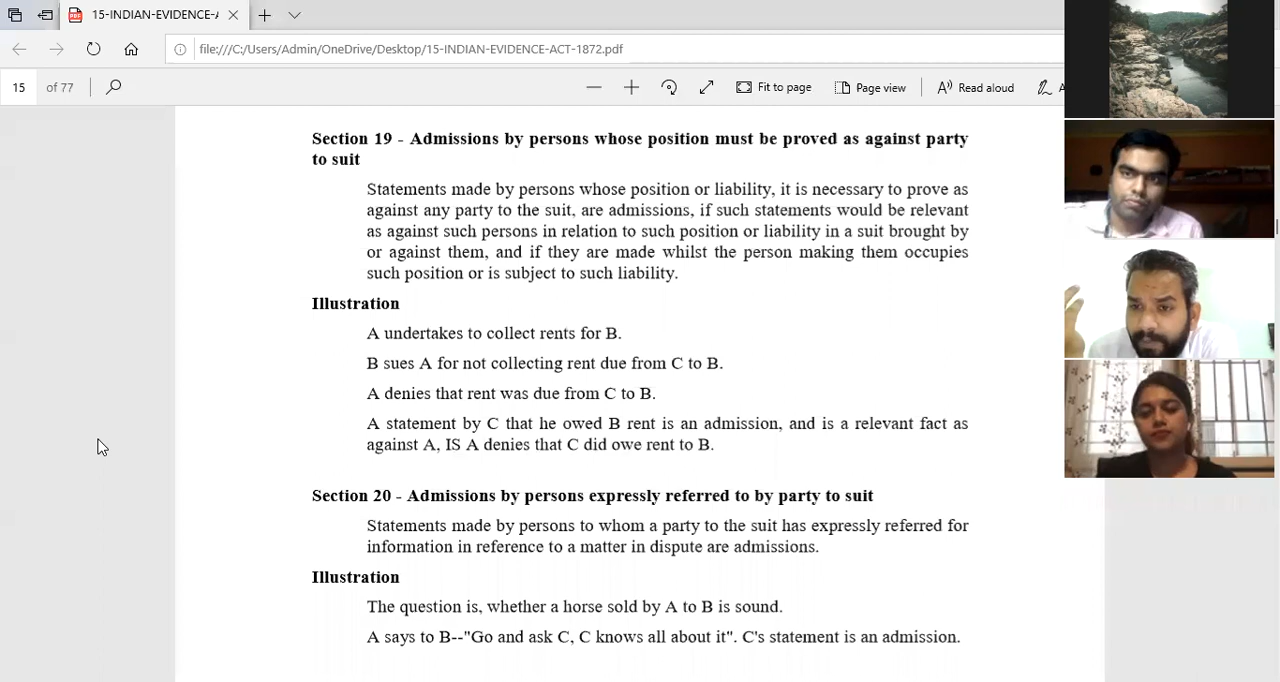 15-INDIAN-EVIDENCE-A
file:///C:/Users/Admin/OneDrive/Desktop/15-INDIAN-EVIDENCE-ACT-1872.pdf
15 of 77 Fit to page Page view Read aloud
Section 19 - Admissions by persons whose position must be proved as against party
to suit
Statements made by persons whose position or liability, it is necessary to prove as
against any party to the suit, are admissions, if such statements would be relevant
as against such persons in relation to such position or liability in a suit brought by
or against them, and if they are made whilst the person making them occupies
such position or is subject to such liability.
Illustration
A undertakes to collect rents for B.
B sues A for not collecting rent due from C to B.
A denies that rent was due from C to B.
A statement by C that he owed B rent is an admission, and is a relevant fact as
against A, IS A denies that C did owe rent to B.
Section 20 - Admissions by persons expressly referred to by party to suit
Statements made by persons to whom a party to the suit has expressly referred for
information in reference to a matter in dispute are admissions.
Illustration
The question is, whether a horse sold by A to B is sound.
A says to B--"Go and ask C, C knows all about it". C's statement is an admission.